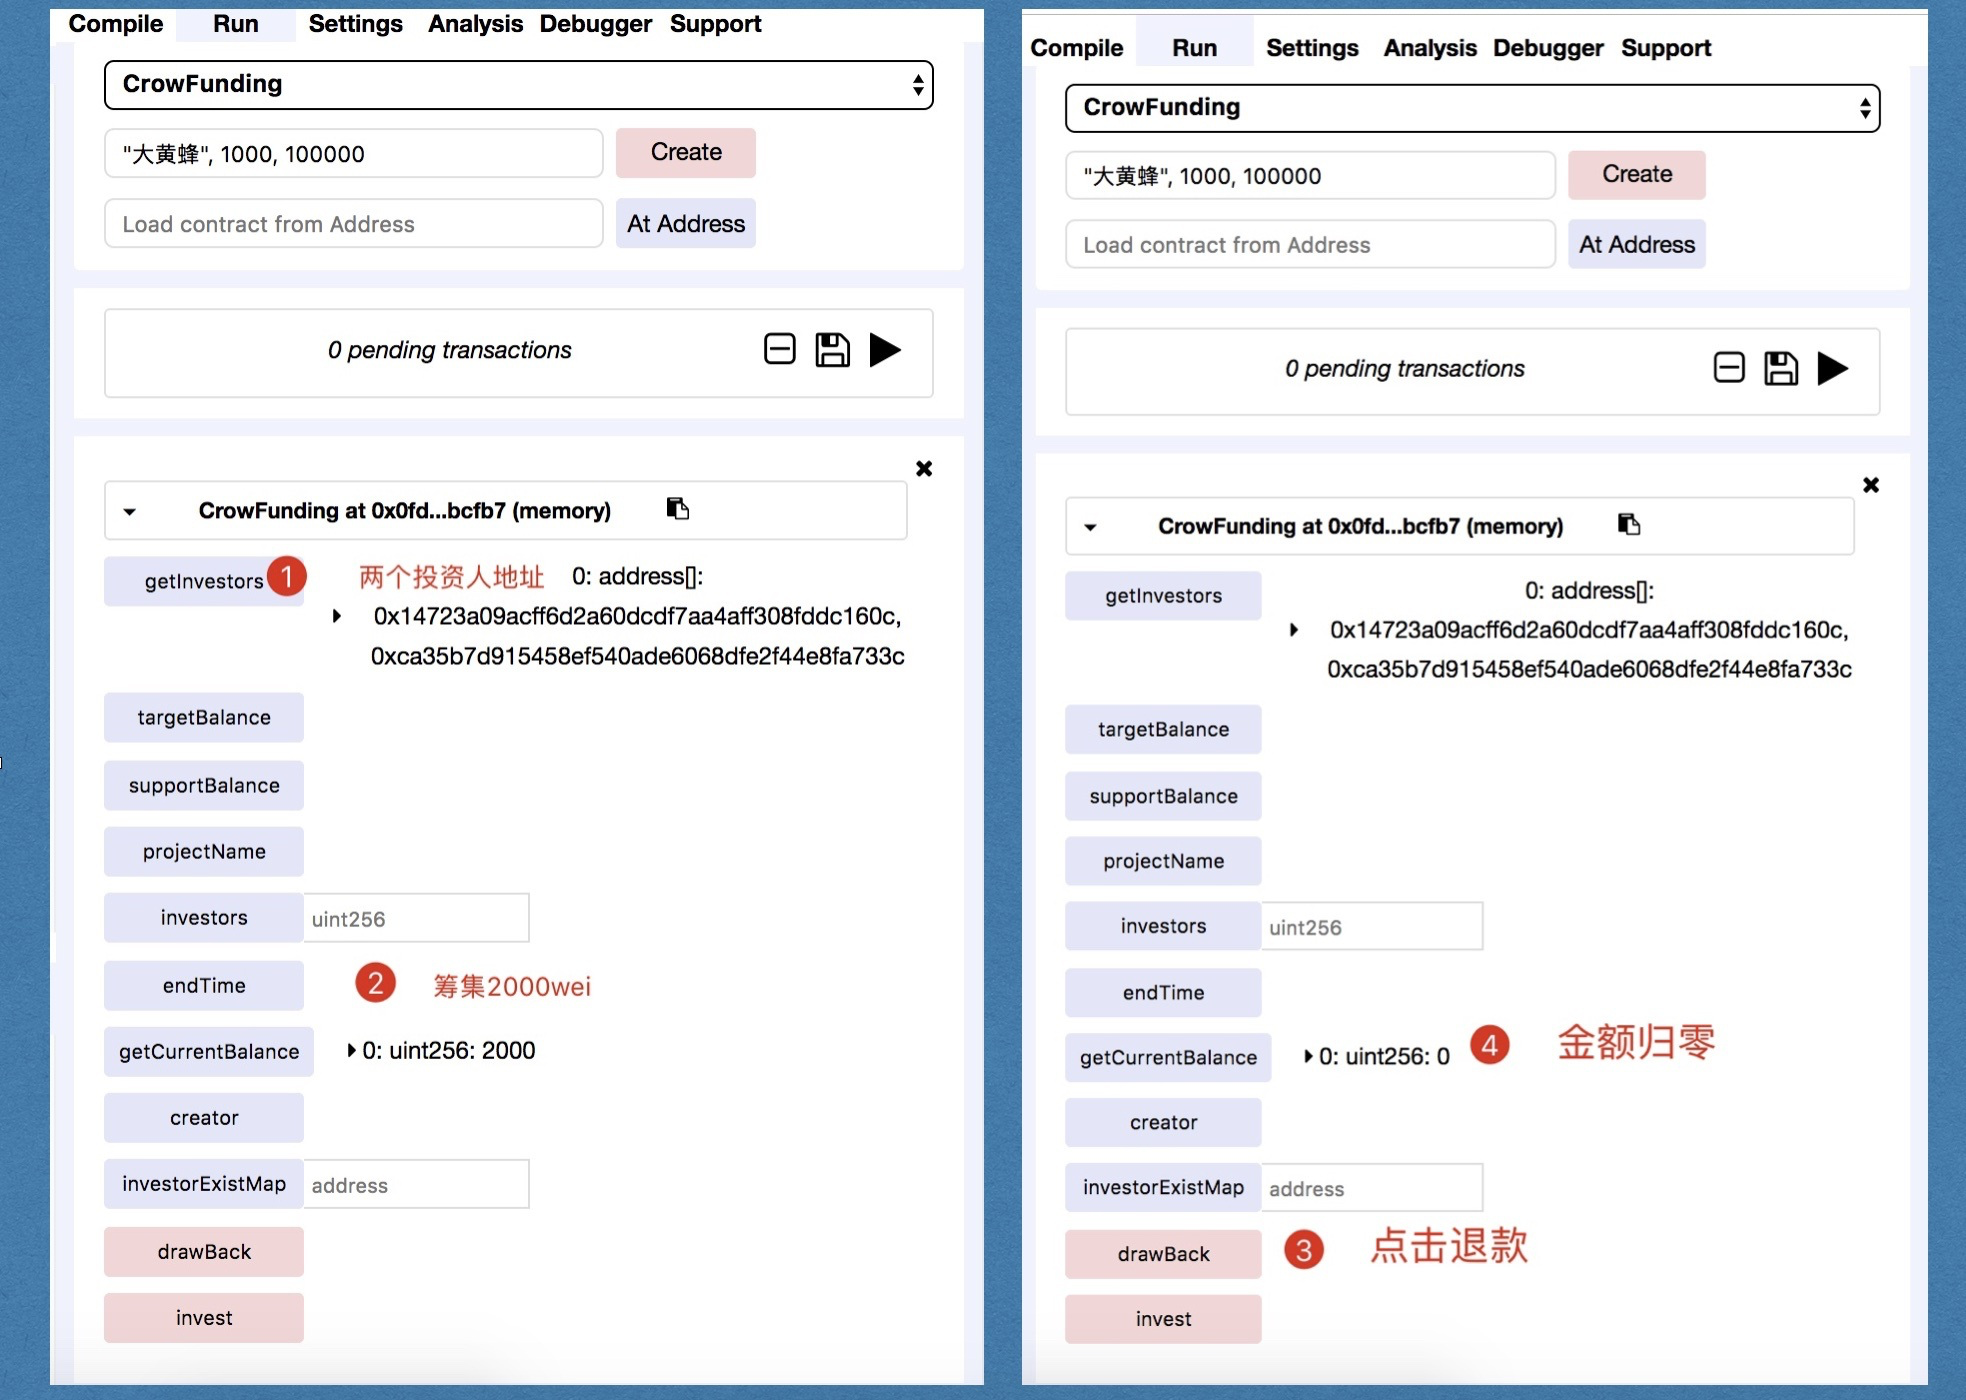 Compile Run Settings Analysis Debugger Support
CrowFunding
"大黄蜂", 1000, 100000 Create
Load contract from Address At Address
0 pending transactions
CrowFunding at 0x0fd...bcfb7 (memory)
getInvestors 1 两个投资人地址 0: address[]:
0x14723a09acff6d2a60dcdf7aa4aff308fddc160c,
0xca35b7d915458ef540ade6068dfe2f44e8fa733c
targetBalance
supportBalance
projectName
investors uint256
endTime 2 筹集2000wei
getCurrentBalance 0: uint256: 2000
creator
investorExistMap address
drawBack
invest
Compile Run Settings Analysis Debugger Support
CrowFunding
"大黄蜂", 1000, 100000 Create
Load contract from Address At Address
0 pending transactions
CrowFunding at 0x0fd...bcfb7 (memory)
getInvestors 0: address[]:
0x14723a09acff6d2a60dcdf7aa4aff308fddc160c,
0xca35b7d915458ef540ade6068dfe2f44e8fa733c
targetBalance
supportBalance
projectName
investors uint256
endTime
getCurrentBalance 0: uint256: 0 4 金额归零
creator
investorExistMap address
drawBack 3 点击退款
invest